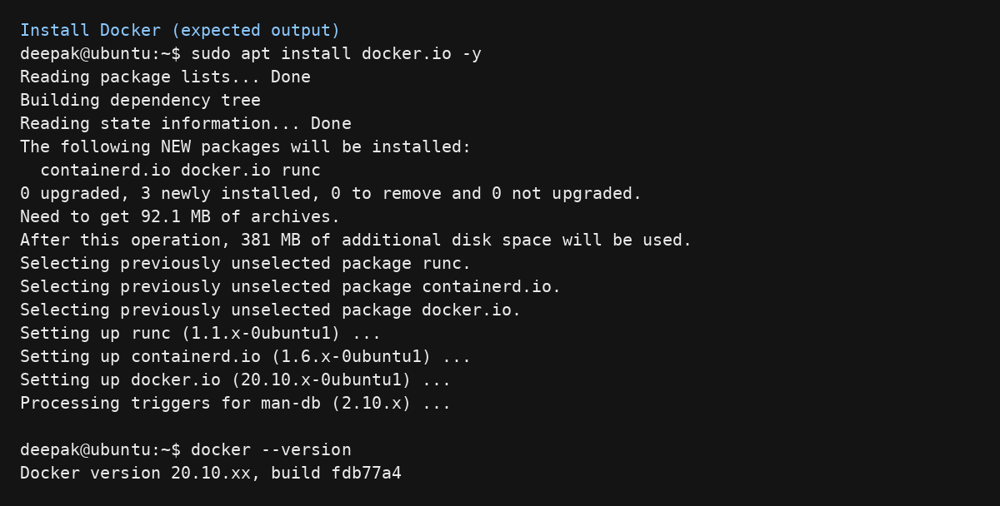 Install Docker (expected output)
deepak@ubuntu:~$ sudo apt install docker.io -y
Reading package lists... Done
Building dependency tree
Reading state information... Done
The following NEW packages will be installed:
  containerd.io docker.io runc
0 upgraded, 3 newly installed, 0 to remove and 0 not upgraded.
Need to get 92.1 MB of archives.
After this operation, 381 MB of additional disk space will be used.
Selecting previously unselected package runc.
Selecting previously unselected package containerd.io.
Selecting previously unselected package docker.io.
Setting up runc (1.1.x-0ubuntu1) ...
Setting up containerd.io (1.6.x-0ubuntu1) ...
Setting up docker.io (20.10.x-0ubuntu1) ...
Processing triggers for man-db (2.10.x) ...

deepak@ubuntu:~$ docker --version
Docker version 20.10.xx, build fdb77a4